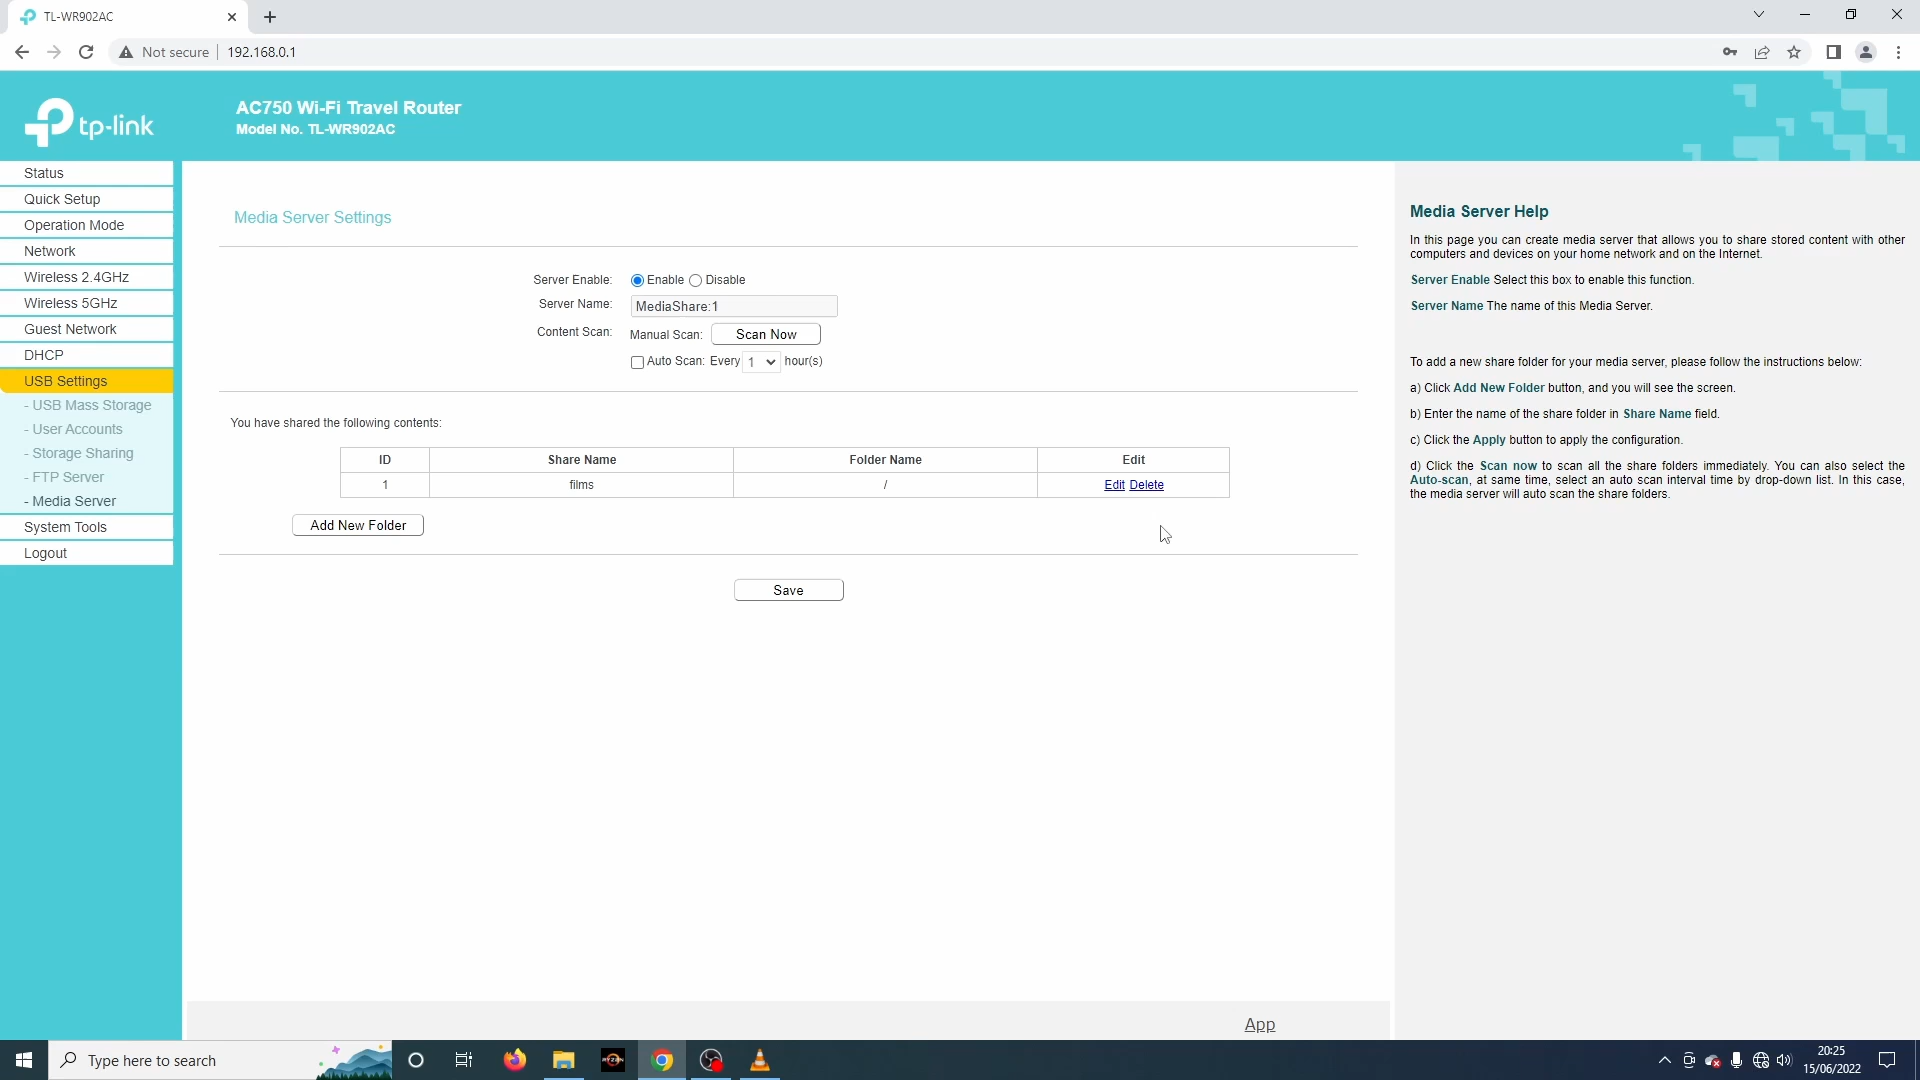 TL-WR902AC
Not secure
192.168.0.1
tp-link
AC750 Wi-Fi Travel Router
Model No. TL-WR902AC
Status
Quick Setup
Operation Mode
Network
Wireless 2.4GHz
Wireless 5GHz
Guest Network
DHCP
USB Settings
- USB Mass Storage
- User Accounts
- Storage Sharing
- FTP Server
- Media Server
System Tools
Logout
Media Server Settings
Server Enable: Enable Disable
Server Name: MediaShare:1
Content Scan: Manual Scan: Scan Now
Auto Scan: Every 1 hour(s)
You have shared the following contents:
ID Share Name Folder Name Edit
1 films / Edit Delete
Add New Folder
Save
App
Media Server Help
In this page you can create media server that allows you to share stored content with other
computers and devices on your home network and on the Internet.
Server Enable Select this box to enable this function.
Server Name The name of this Media Server.
To add a new share folder for your media server, please follow the instructions below:
a) Click Add New Folder button, and you will see the screen.
b) Enter the name of the share folder in Share Name field.
c) Click the Apply button to apply the configuration.
d) Click the Scan now to scan all the share folders immediately. You can also select the
Auto-scan, at same time, select an auto scan interval time by drop-down list. In this case,
the media server will auto scan the share folders.
Type here to search
RYZEN
20:25
15/06/2022